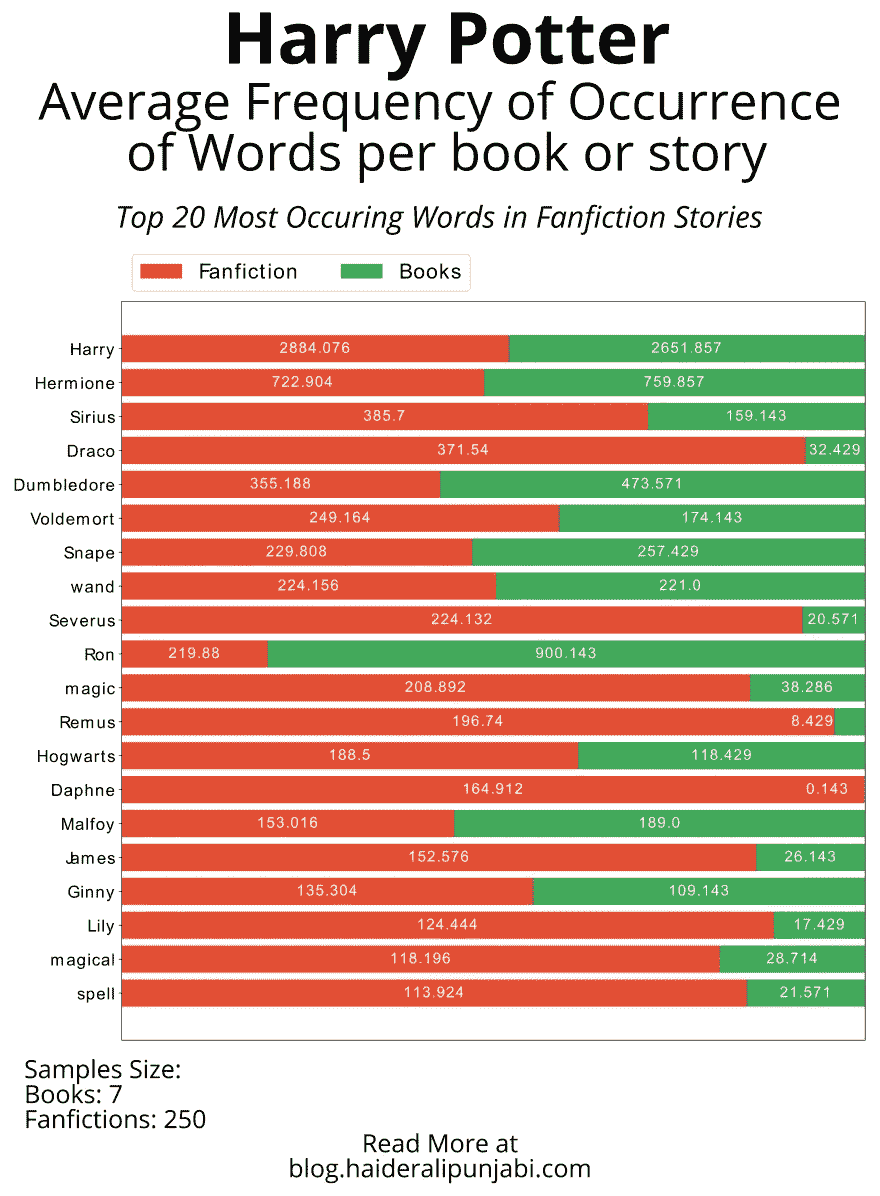 Harry Potter
Average Frequency of Occurrence
of Words per book or story
Top 20 Most Occuring Words in Fanfiction Stories
Fanfiction Books
Harry 2884.076 2651.857
Hermione 722.904 759.857
Sirius 385.7 159.143
Draco 371.54 32.429
Dumbledore 355.188 473.571
Voldemort 249.164 174.143
Snape 229.808 257.429
wand 224.156 221.0
Severus 224.132 20.571
Ron 219.88 900.143
magic 208.892 38.286
Remus 196.74 8.429
Hogwarts 188.5 118.429
Daphne 164.912 0.143
Malfoy 153.016 189.0
James 152.576 26.143
Ginny 135.304 109.143
Lily 124.444 17.429
magical 118.196 28.714
spell 113.924 21.571
Samples Size:
Books: 7
Fanfictions: 250
Read More at
blog.haideralipunjabi.com